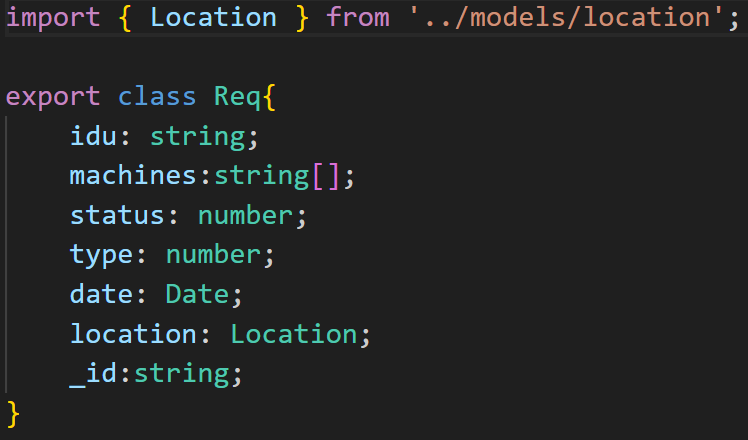 import { Location } from '../models/location';
export class Req{
idu: string;
machines:string[];
status: number;
type: number;
date: Date;
location: Location;
_id:string;
}